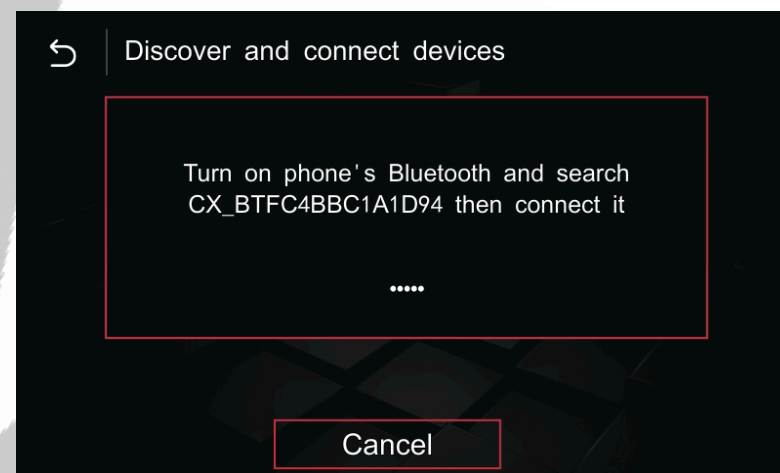 Discover and connect devices
Turn on phone's Bluetooth and search
CX_BTFC4BBC1A1D94 then connect it
.....
Cancel